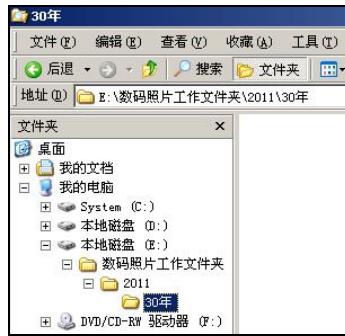 30年
文件(F) 编辑(E) 查看(V) 收藏(A) 工具(T)
后退 搜索 文件夹
地址(D) E:\数码照片工作文件夹\2011\30年
文件夹 ×
桌面
我的文档
我的电脑
System (C:)
本地磁盘 (D:)
本地磁盘 (E:)
数码照片工作文件夹
2011
30年
DVD/CD-RW 驱动器 (F:)